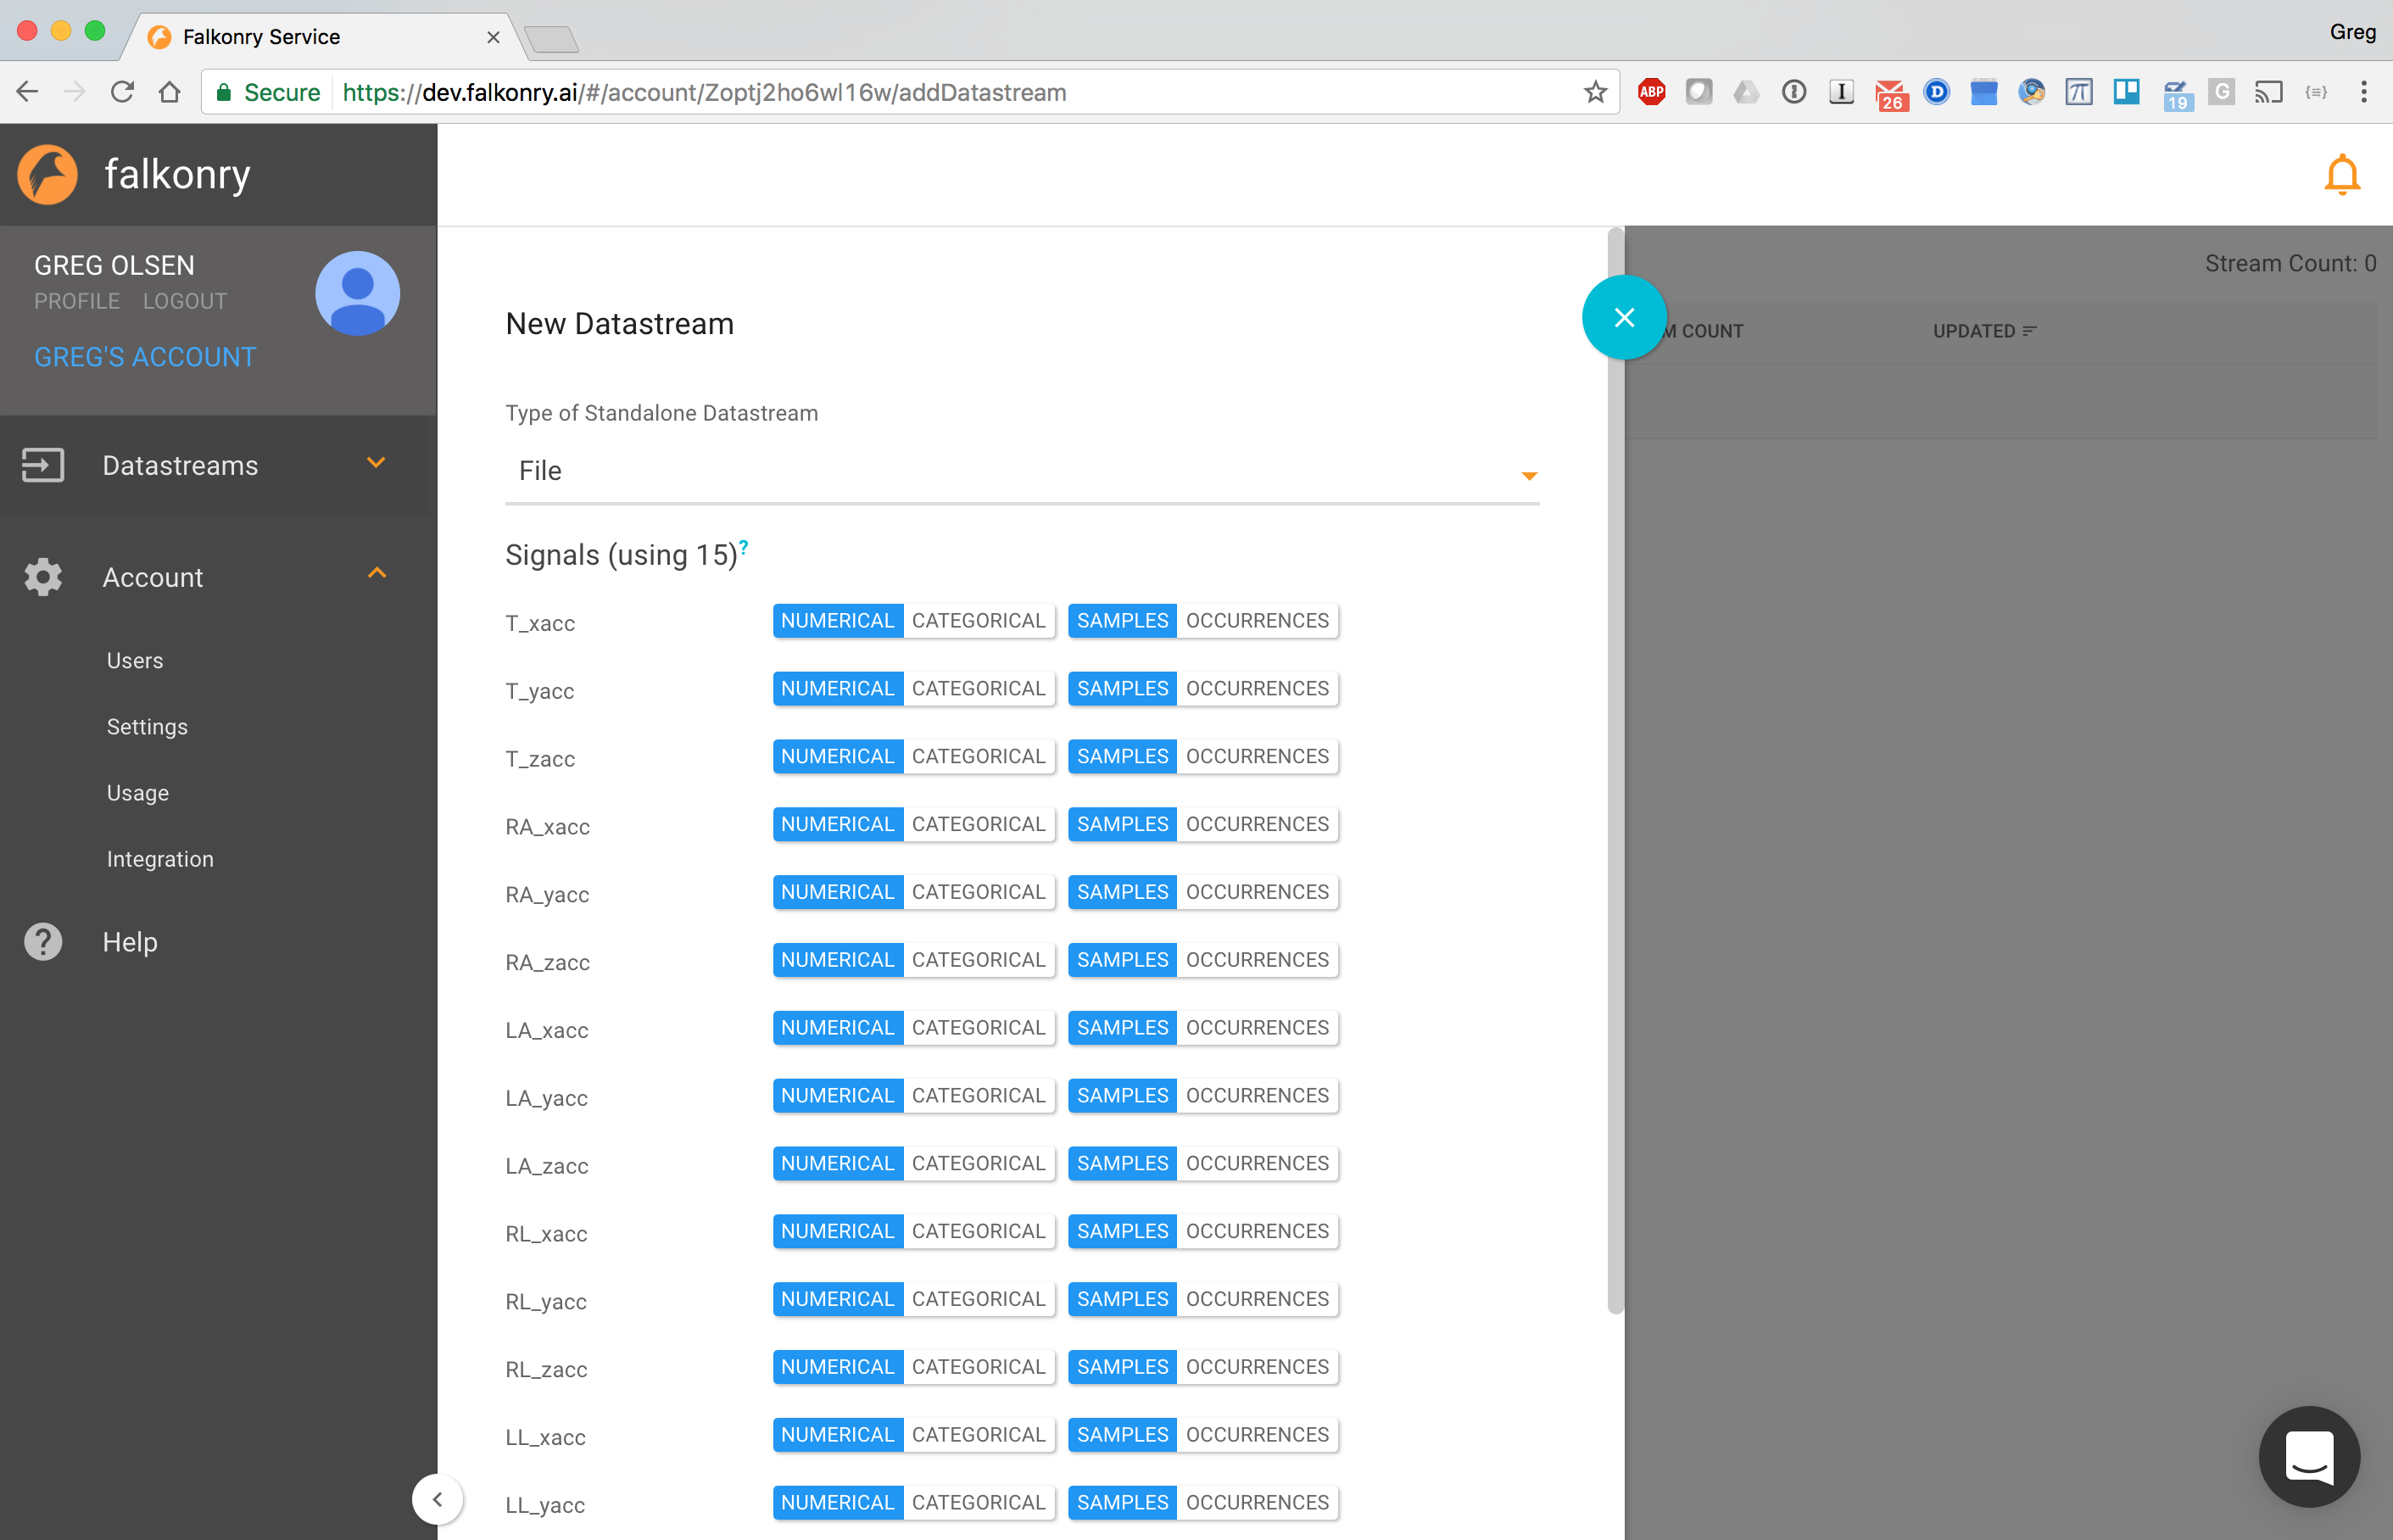 Falkonry Service
Greg
Secure https://dev.falkonry.ai/#/account/Zoptj2ho6wl16w/addDatastream
ABP
26
D
19
G
falkonry
GREG OLSEN
PROFILE LOGOUT
GREG'S ACCOUNT
Datastreams
Account
Users
Settings
Usage
Integration
Help
Stream Count: 0
M COUNT
UPDATED
New Datastream
Type of Standalone Datastream
File
Signals (using 15)?
T_xacc NUMERICAL CATEGORICAL SAMPLES OCCURRENCES
T_yacc NUMERICAL CATEGORICAL SAMPLES OCCURRENCES
T_zacc NUMERICAL CATEGORICAL SAMPLES OCCURRENCES
RA_xacc NUMERICAL CATEGORICAL SAMPLES OCCURRENCES
RA_yacc NUMERICAL CATEGORICAL SAMPLES OCCURRENCES
RA_zacc NUMERICAL CATEGORICAL SAMPLES OCCURRENCES
LA_xacc NUMERICAL CATEGORICAL SAMPLES OCCURRENCES
LA_yacc NUMERICAL CATEGORICAL SAMPLES OCCURRENCES
LA_zacc NUMERICAL CATEGORICAL SAMPLES OCCURRENCES
RL_xacc NUMERICAL CATEGORICAL SAMPLES OCCURRENCES
RL_yacc NUMERICAL CATEGORICAL SAMPLES OCCURRENCES
RL_zacc NUMERICAL CATEGORICAL SAMPLES OCCURRENCES
LL_xacc NUMERICAL CATEGORICAL SAMPLES OCCURRENCES
LL_yacc NUMERICAL CATEGORICAL SAMPLES OCCURRENCES